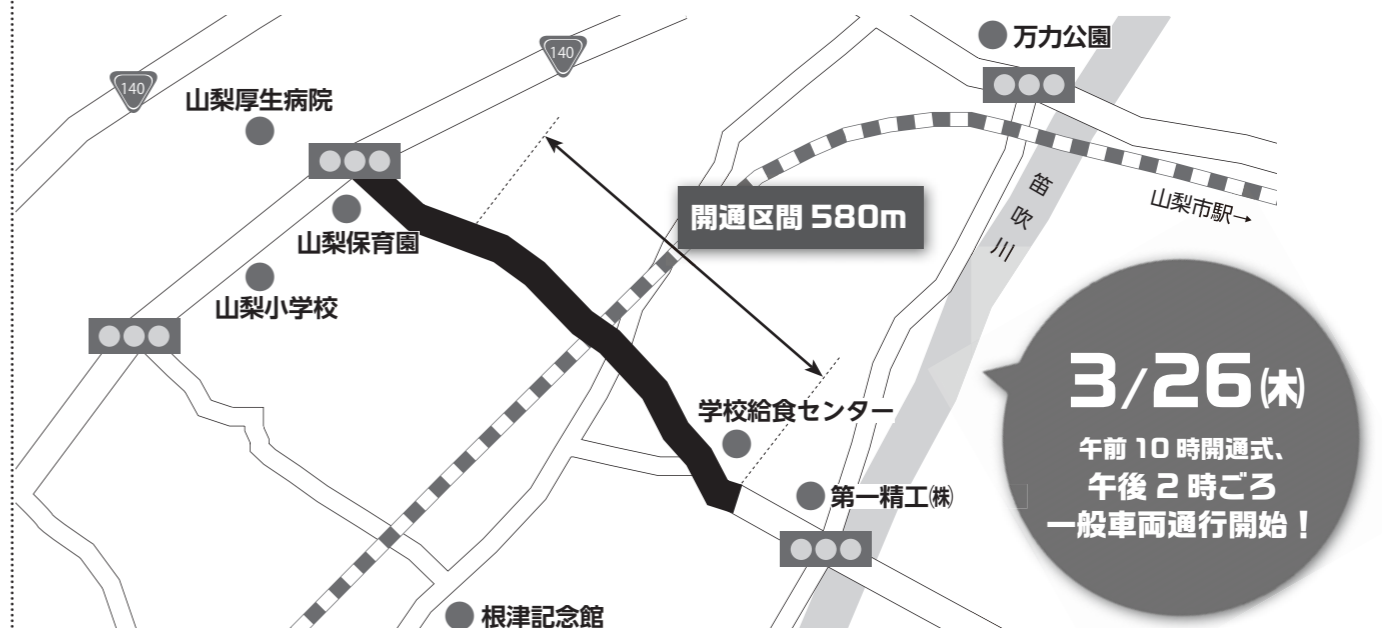 万力公園
140
140
山梨厚生病院
笛吹川
山梨市駅→
開通区間 580m
山梨保育園
山梨小学校
3/26㈭
午前 10 時開通式、
午後 2 時ごろ
一般車両通行開始！
学校給食センター
第一精工㈱
根津記念館